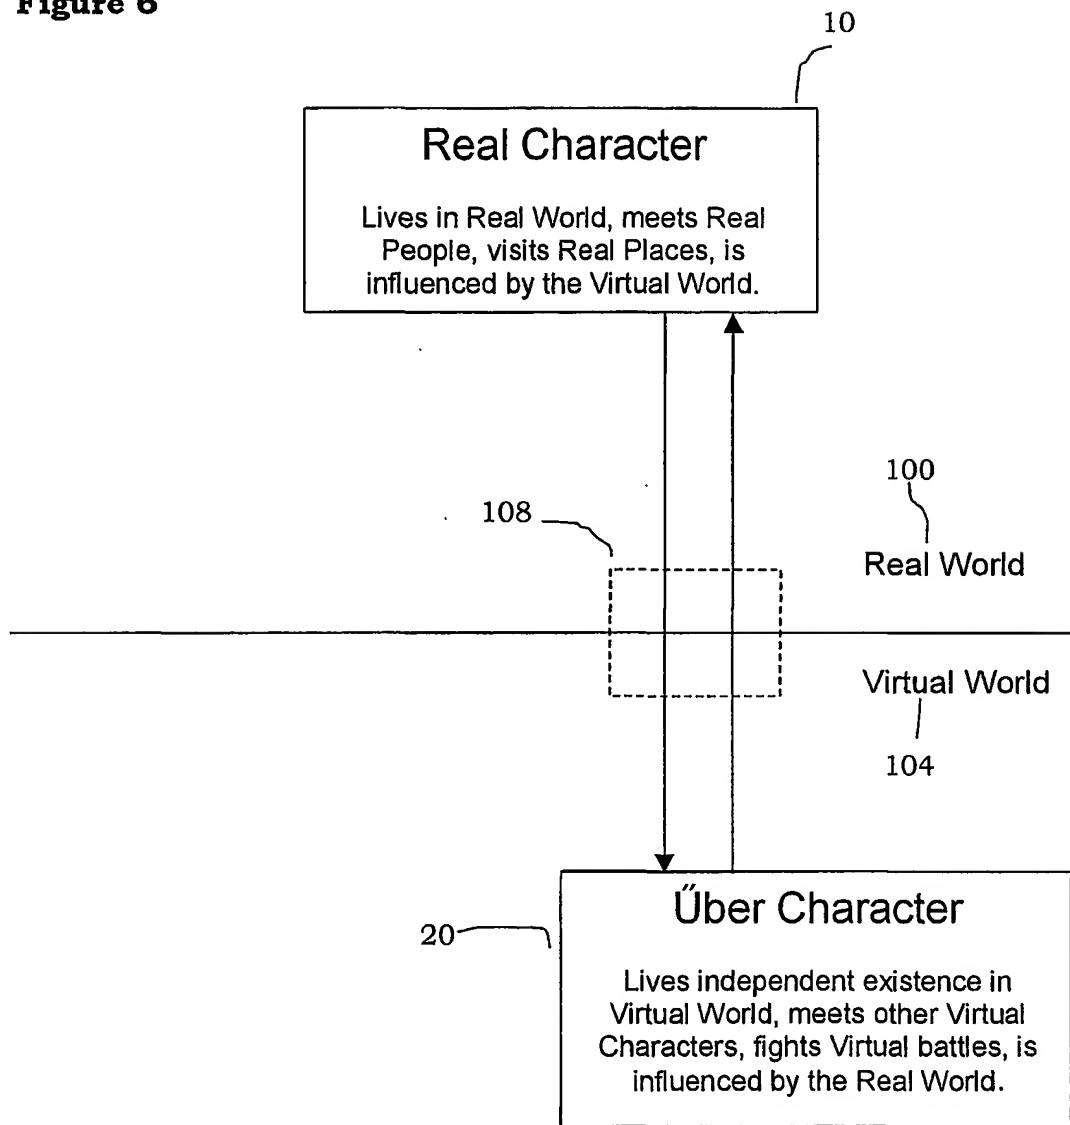 Figure 6
10
Real Character
Lives in Real World, meets Real
People, visits Real Places, is
influenced by the Virtual World.
100
108
Real World
Virtual World
104
Űber Character
20
Lives independent existence in
Virtual World, meets other Virtual
Characters, fights Virtual battles, is
influenced by the Real World.